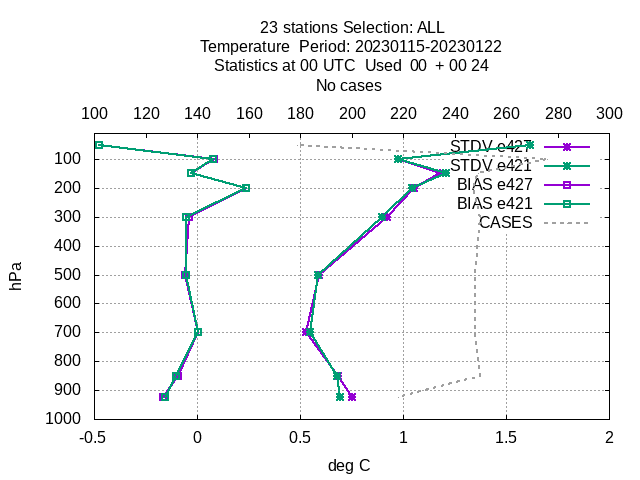 23 stations Selection: ALL
Temperature  Period: 20230115-20230122
Statistics at 00 UTC  Used  00  + 00 24
No cases
100 120 140 160 180 200 220 240 260 280 300
STDV e427
STDV e421
BIAS e427
BIAS e421
CASES
100
200
300
400
500
600
700
800
900
1000
hPa
-0.5 0 0.5 1 1.5 2
deg C